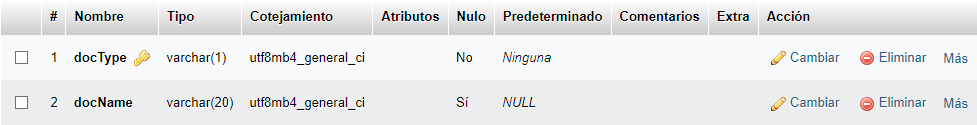 # Nombre Tipo Cotejamiento Atributos Nulo Predeterminado Comentarios Extra Acción
1 docType varchar(1) utf8mb4_general_ci No Ninguna Cambiar Eliminar Más
2 docName varchar(20) utf8mb4_general_ci Sí NULL Cambiar Eliminar Más